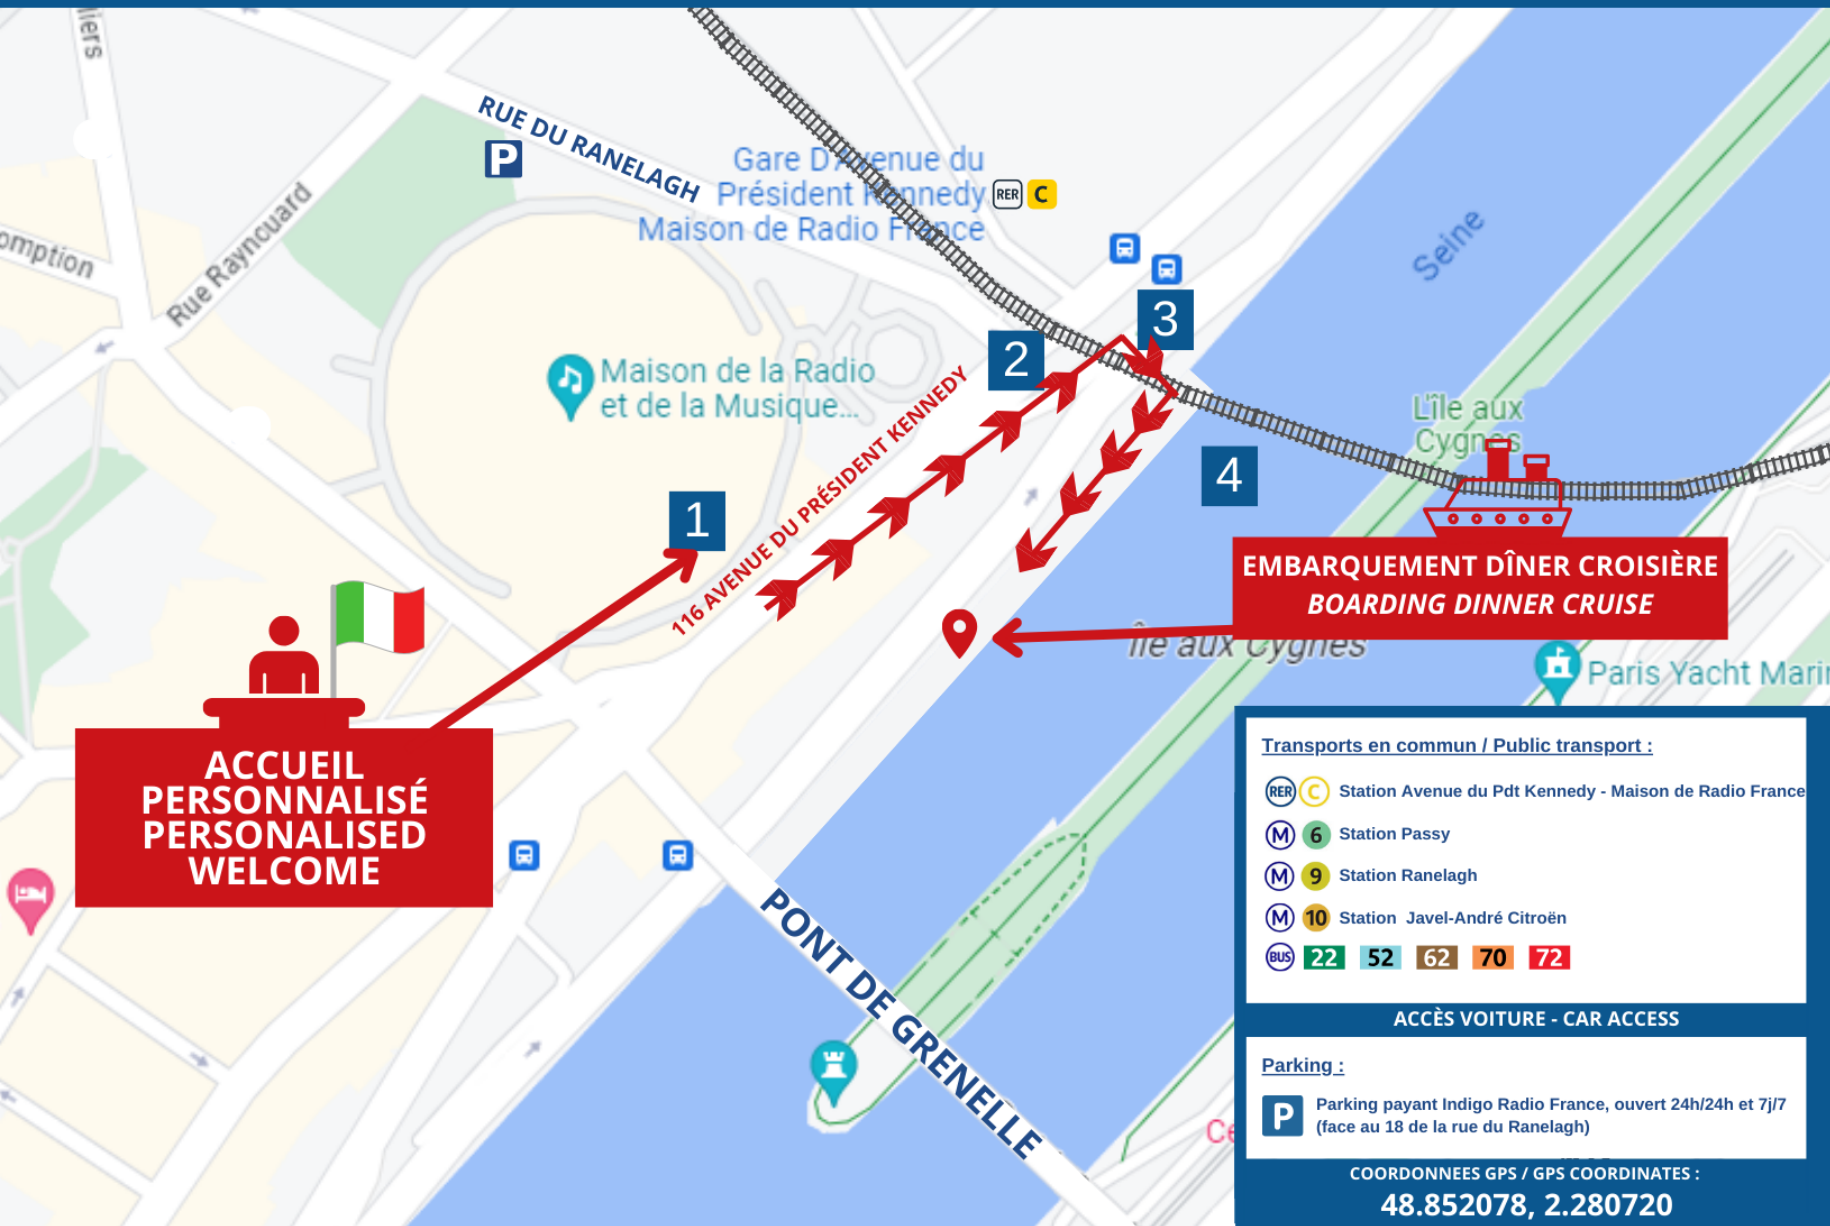 RUE DU RANELAGH
P
Gare D'Avenue du
Président Kennedy RER C
Maison de Radio France
Rue Raynouard
Seine
3
2
Maison de la Radio
et de la Musique...
L'île aux
Cygnes
116 AVENUE DU PRÉSIDENT KENNEDY
4
1
EMBARQUEMENT DÎNER CROISIÈRE
BOARDING DINNER CRUISE
île aux Cygnes
Paris Yacht Marin
ACCUEIL
PERSONNALISÉ
PERSONALISED
WELCOME
PONT DE GRENELLE
Transports en commun / Public transport :
RER C Station Avenue du Pdt Kennedy - Maison de Radio France
M 6 Station Passy
M 9 Station Ranelagh
M 10 Station Javel-André Citroën
BUS 22 52 62 70 72
ACCÈS VOITURE - CAR ACCESS
Parking :
P Parking payant Indigo Radio France, ouvert 24h/24h et 7j/7
(face au 18 de la rue du Ranelagh)
COORDONNEES GPS / GPS COORDINATES :
48.852078, 2.280720